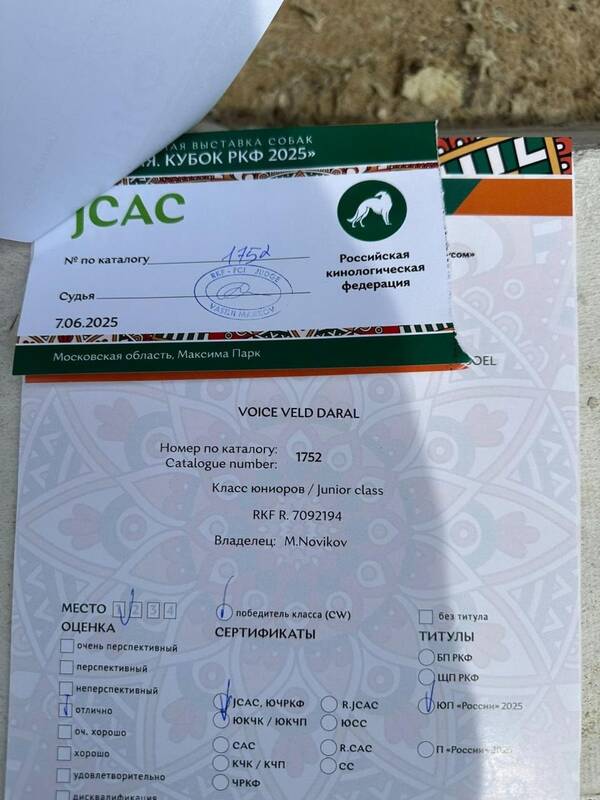 ВЫСТАВКА СОБАК
КУБОК РКФ 2025»
JCAC
№ по каталогу 1752
Российская
кинологическая
федерация
Судья
RKF - FCI JUDGE
7.06.2025
Московская область, Максима Парк
VOICE VELD DARAL
Номер по каталогу: 1752
Catalogue number:
Класс юниоров / Junior class
RKF R. 7092194
Владелец: M.Novikov
МЕСТО 1 2 3 4
победитель класса (CW)
без титула
ОЦЕНКА
СЕРТИФИКАТЫ
ТИТУЛЫ
очень перспективный
БП РКФ
перспективный
ЩП РКФ
неперспективный
JCAC, ЮЧРКФ
R.JCAC
ЮП «России» 2025
отлично
ЮКЧК / ЮКЧП
ЮСС
оч. хорошо
CAC
R.CAC
П «России» 2025
хорошо
КЧК / КЧП
CC
удовлетворительно
ЧРКФ
дисквалификация